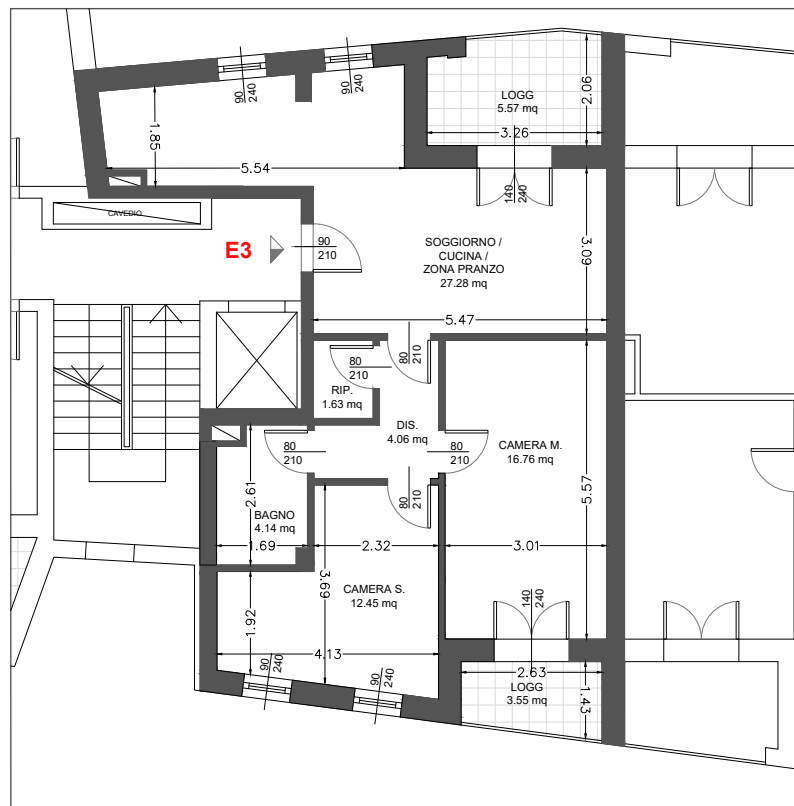 90
240
90
240
LOGG
5.57 mq
2.06
3.26
1.85
5.54
140
240
CAVEDIO
E3
90
210
SOGGIORNO /
CUCINA /
ZONA PRANZO
27.28 mq
3.09
5.47
80
210
80
210
RIP.
1.63 mq
DIS.
4.06 mq
80
210
80
210
CAMERA M.
16.76 mq
5.57
2.61
BAGNO
4.14 mq
1.69
80
210
2.32
3.01
3.69
CAMERA S.
12.45 mq
1.92
4.13
140
240
90
240
90
240
2.63
LOGG
3.55 mq
1.43